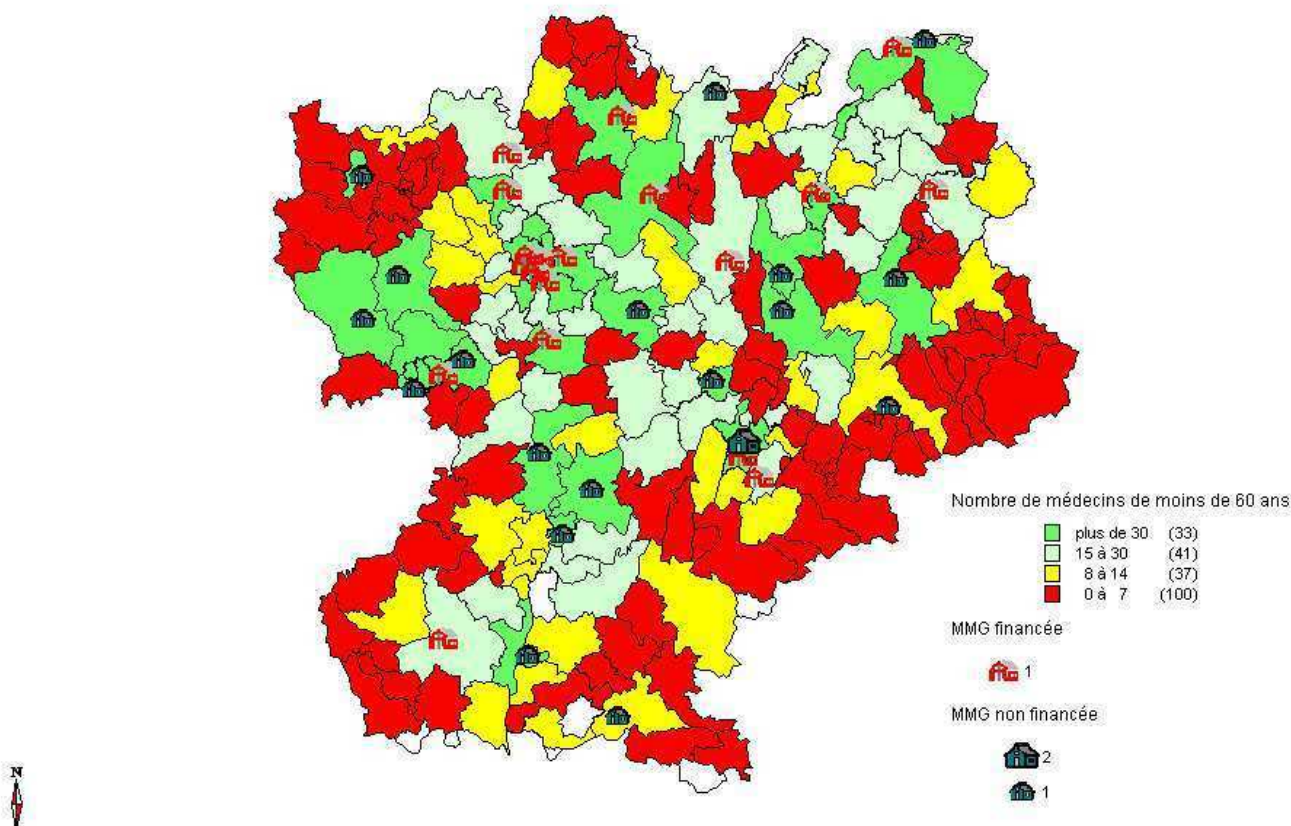 Nombre de médecins de moins de 60 ans
plus de 30 (33)
15 à 30 (41)
8 à 14 (37)
0 à 7 (100)
MMG financée
1
MMG non financée
2
1
N